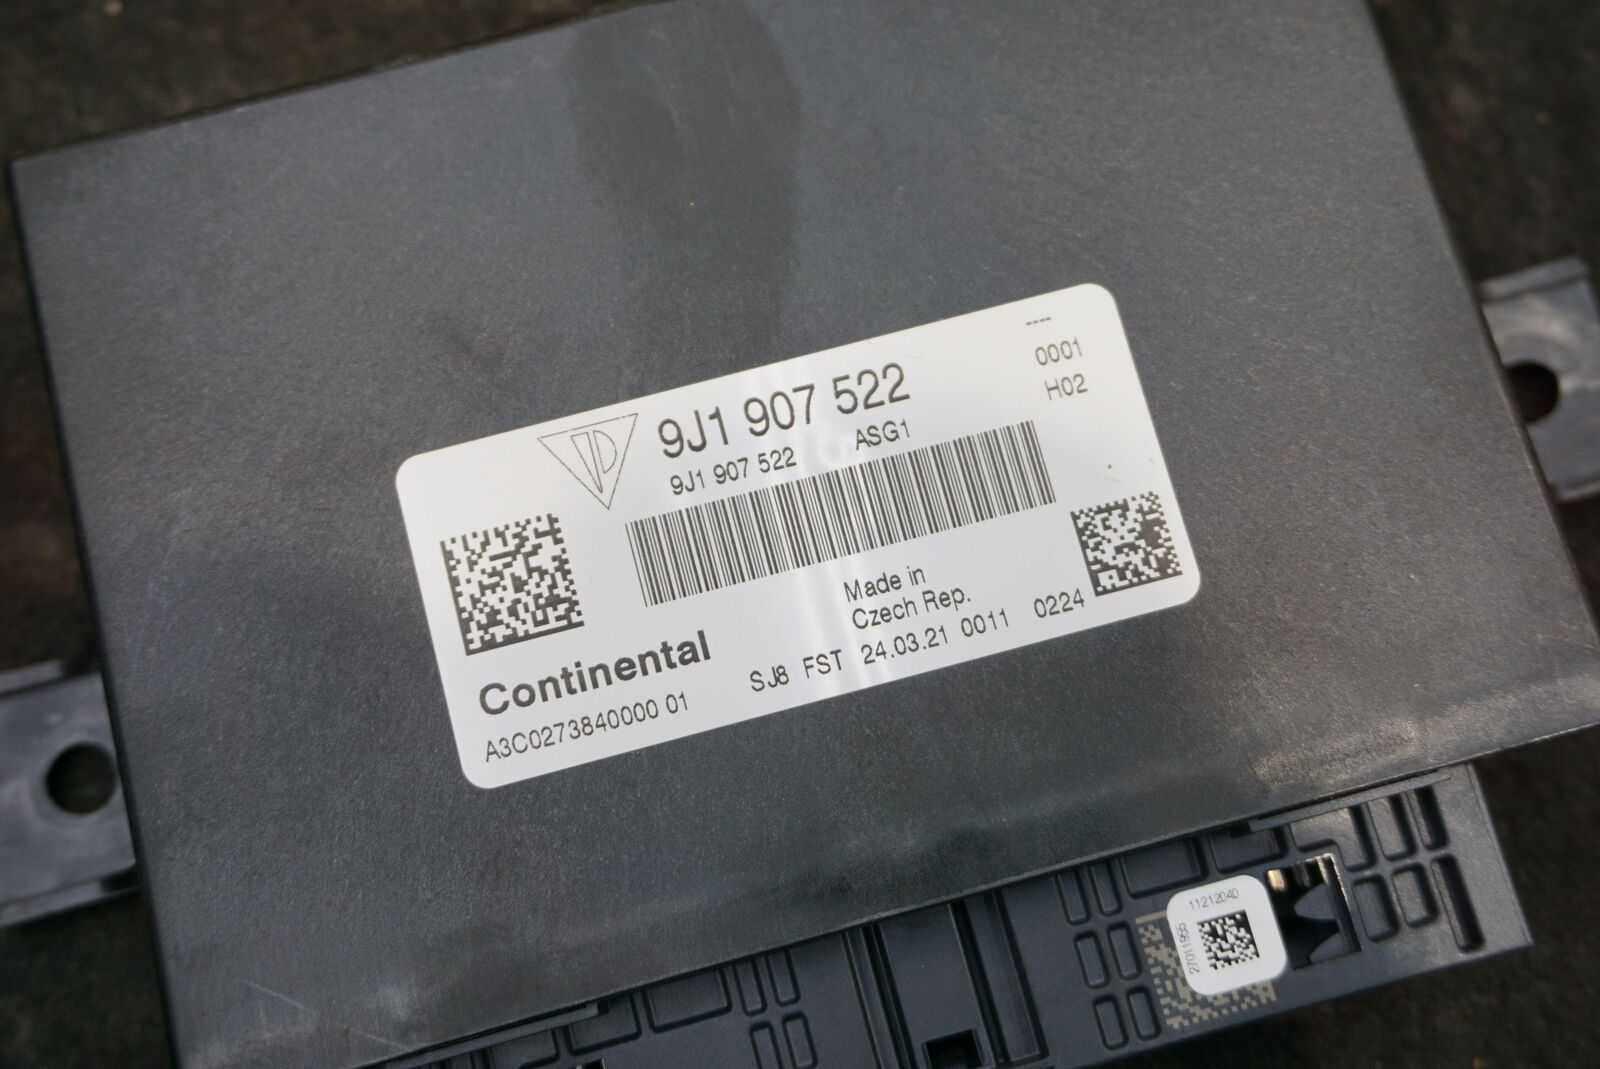 ----
0001
H02
9J1 907 522
9J1 907 522 ASG1
Made in
Czech Rep.
Continental
A3C0273840000 01
SJ8 FST 24.03.21 0011 0224
11212040
27011955